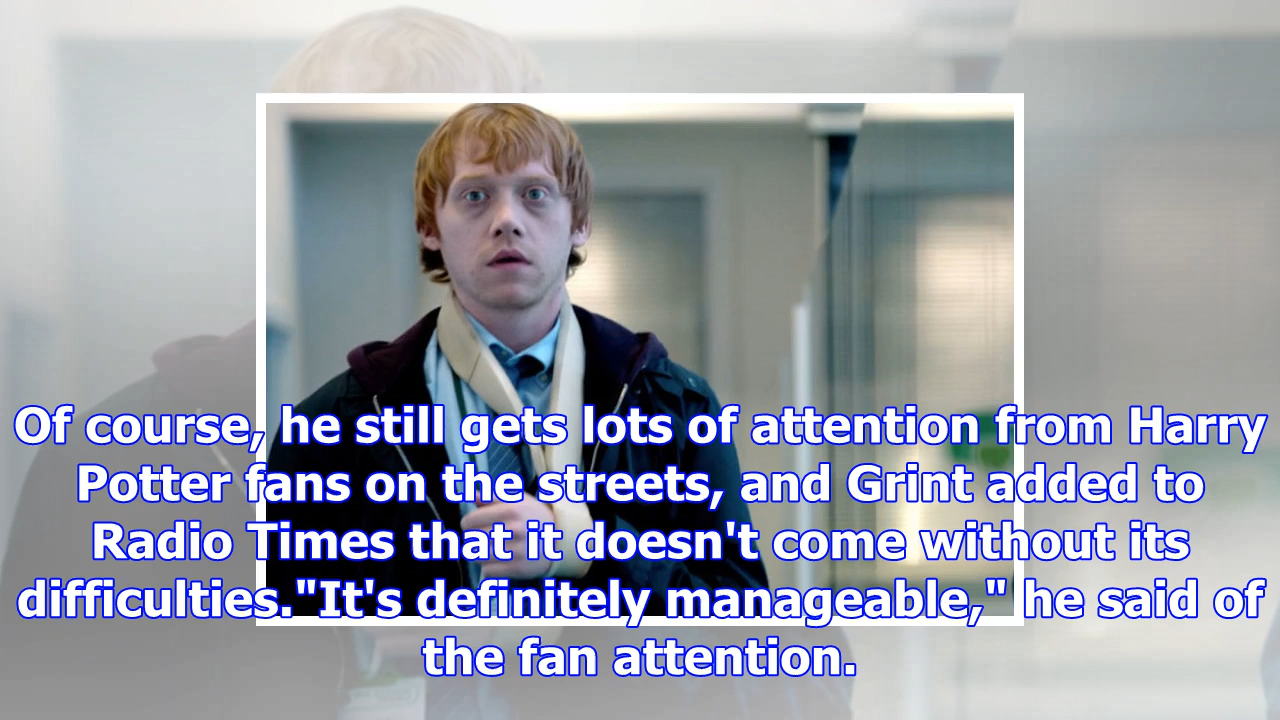 Of course, he still gets lots of attention from Harry
Potter fans on the streets, and Grint added to
Radio Times that it doesn't come without its
difficulties."It's definitely manageable," he said of
the fan attention.